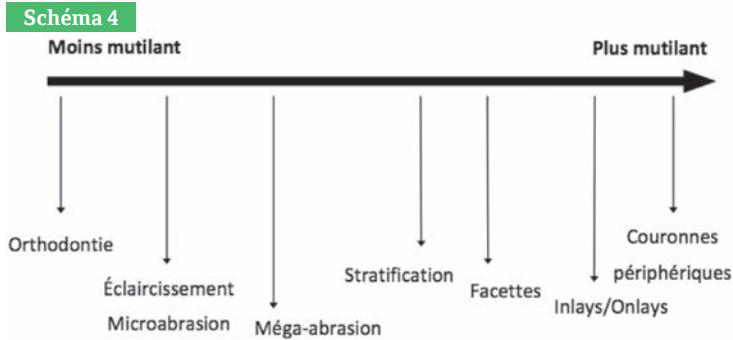 Schéma 4
Moins mutilant
Plus mutilant
Orthodontie
Éclaircissement
Microabrasion
Méga-abrasion
Stratification
Facettes
Inlays/Onlays
Couronnes
périphériques